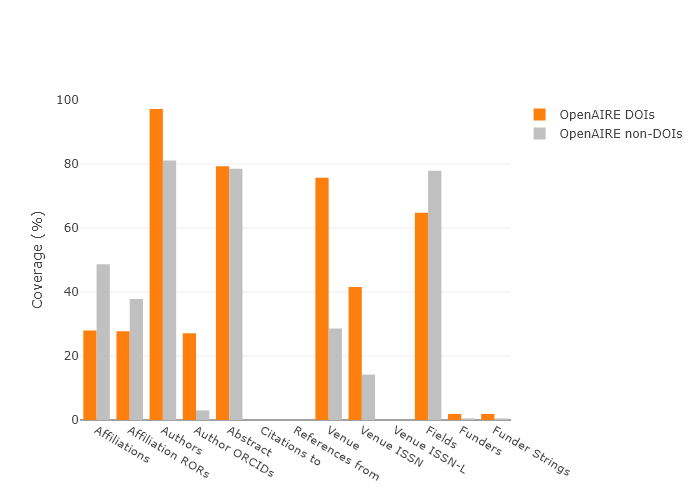 100
80
60
40
20
0
Coverage (%)
Affiliations
Affiliation RORs
Authors
Author ORCIDs
Abstract
Citations to
References from
Venue
Venue ISSN
Venue ISSN-L
Fields
Funders
Funder Strings
OpenAIRE DOIs
OpenAIRE non-DOIs